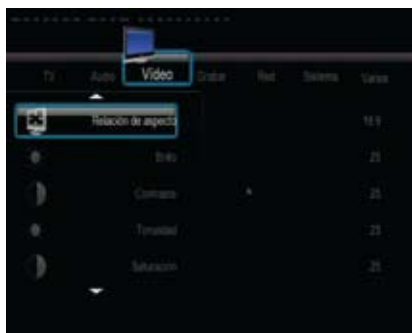 TV Audio Vídeo Grabar Red Sistema Varios
Relación de aspecto 16:9
Brillo 25
Contraste 25
Tonalidad 25
Saturación 25